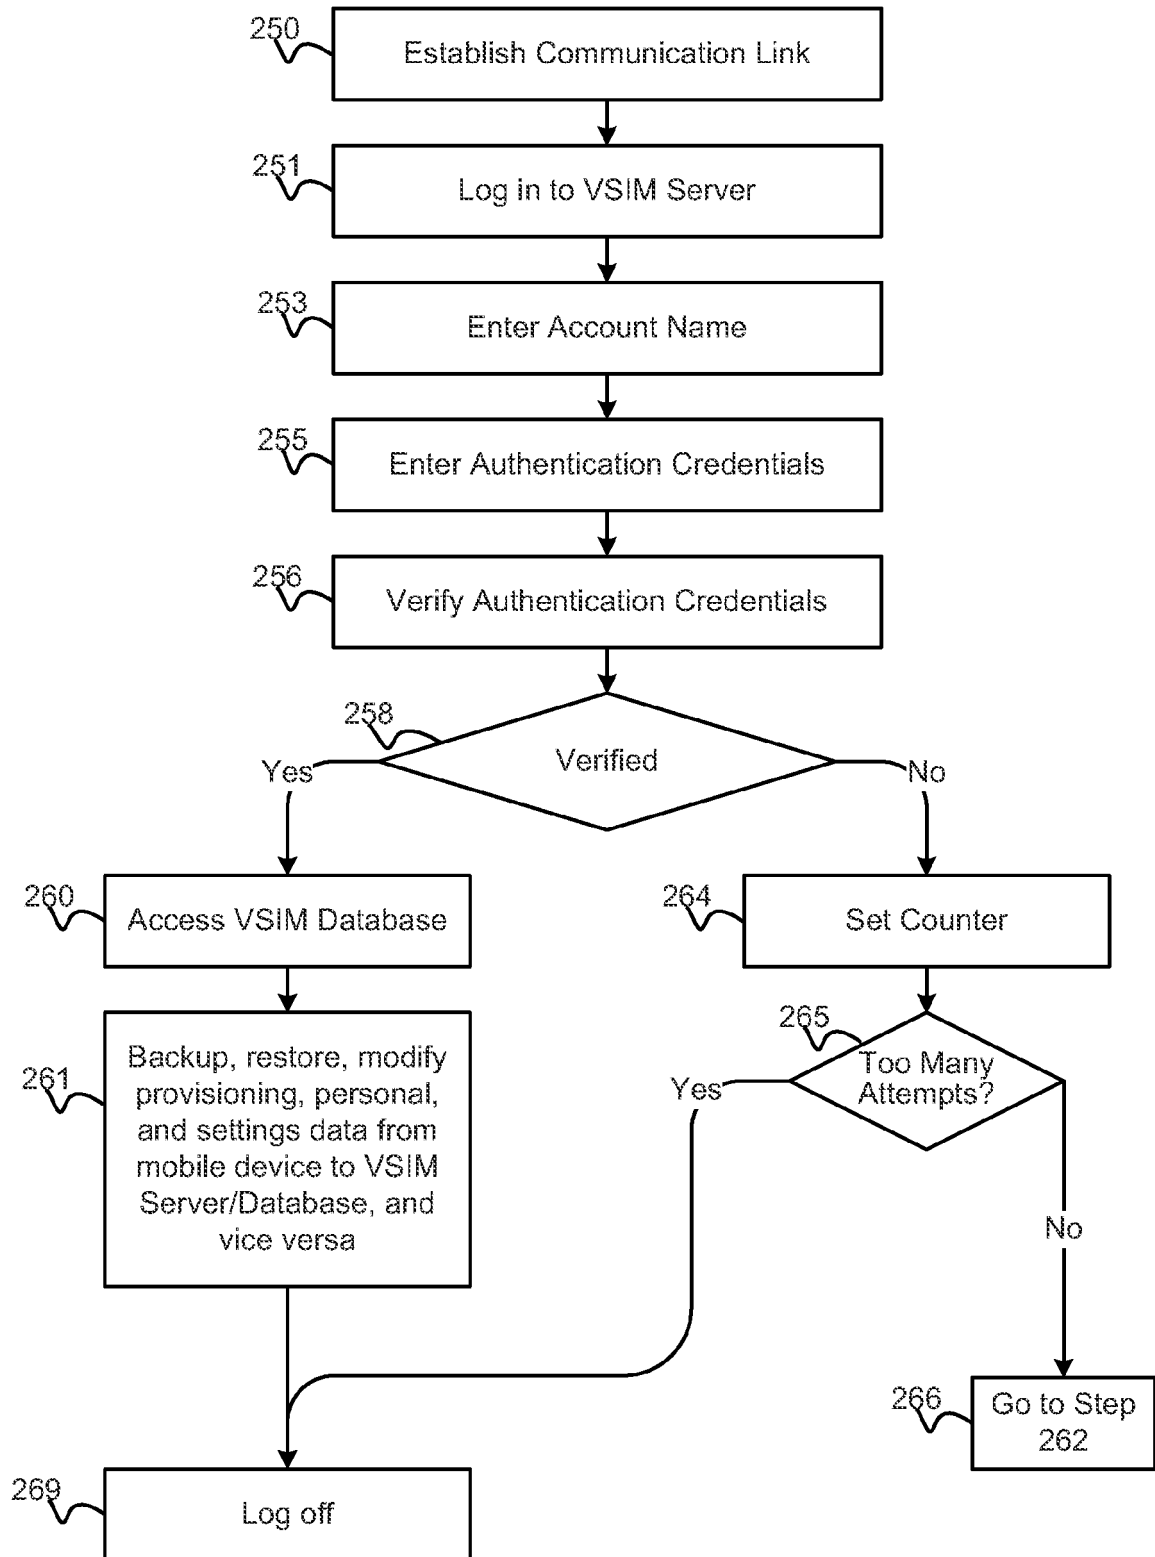 250
Establish Communication Link
251
Log in to VSIM Server
253
Enter Account Name
255
Enter Authentication Credentials
256
Verify Authentication Credentials
258
Verified
Yes
No
260
Access VSIM Database
264
Set Counter
261
Backup, restore, modify
provisioning, personal,
and settings data from
mobile device to VSIM
Server/Database, and
vice versa
265
Too Many
Attempts?
Yes
No
266
Go to Step
262
269
Log off